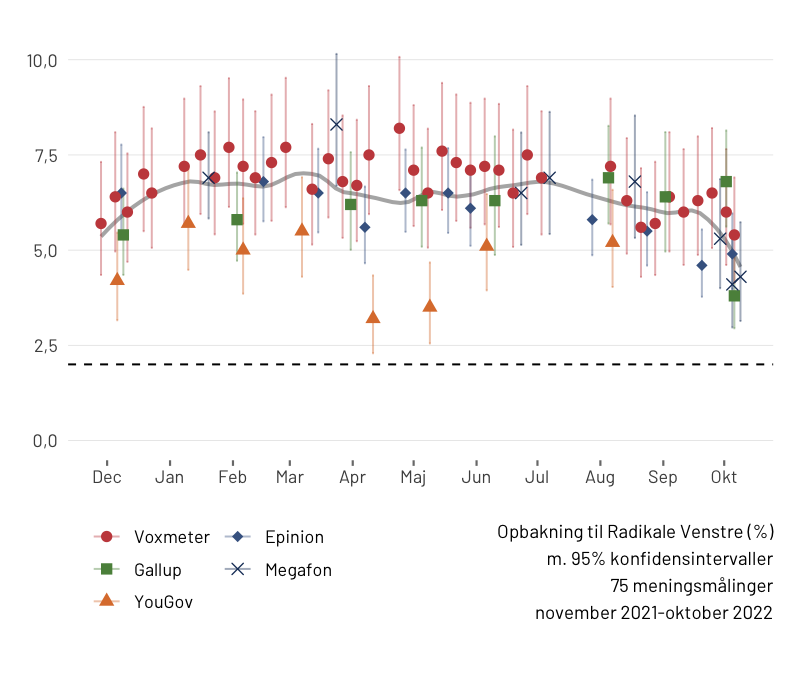 10,0
7,5
5,0
2,5
0,0
Dec Jan Feb Mar Apr Maj Jun Jul Aug Sep Okt
Voxmeter Epinion
Gallup Megafon
YouGov
Opbakning til Radikale Venstre (%)
m. 95% konfidensintervaller
75 meningsmålinger
november 2021-oktober 2022